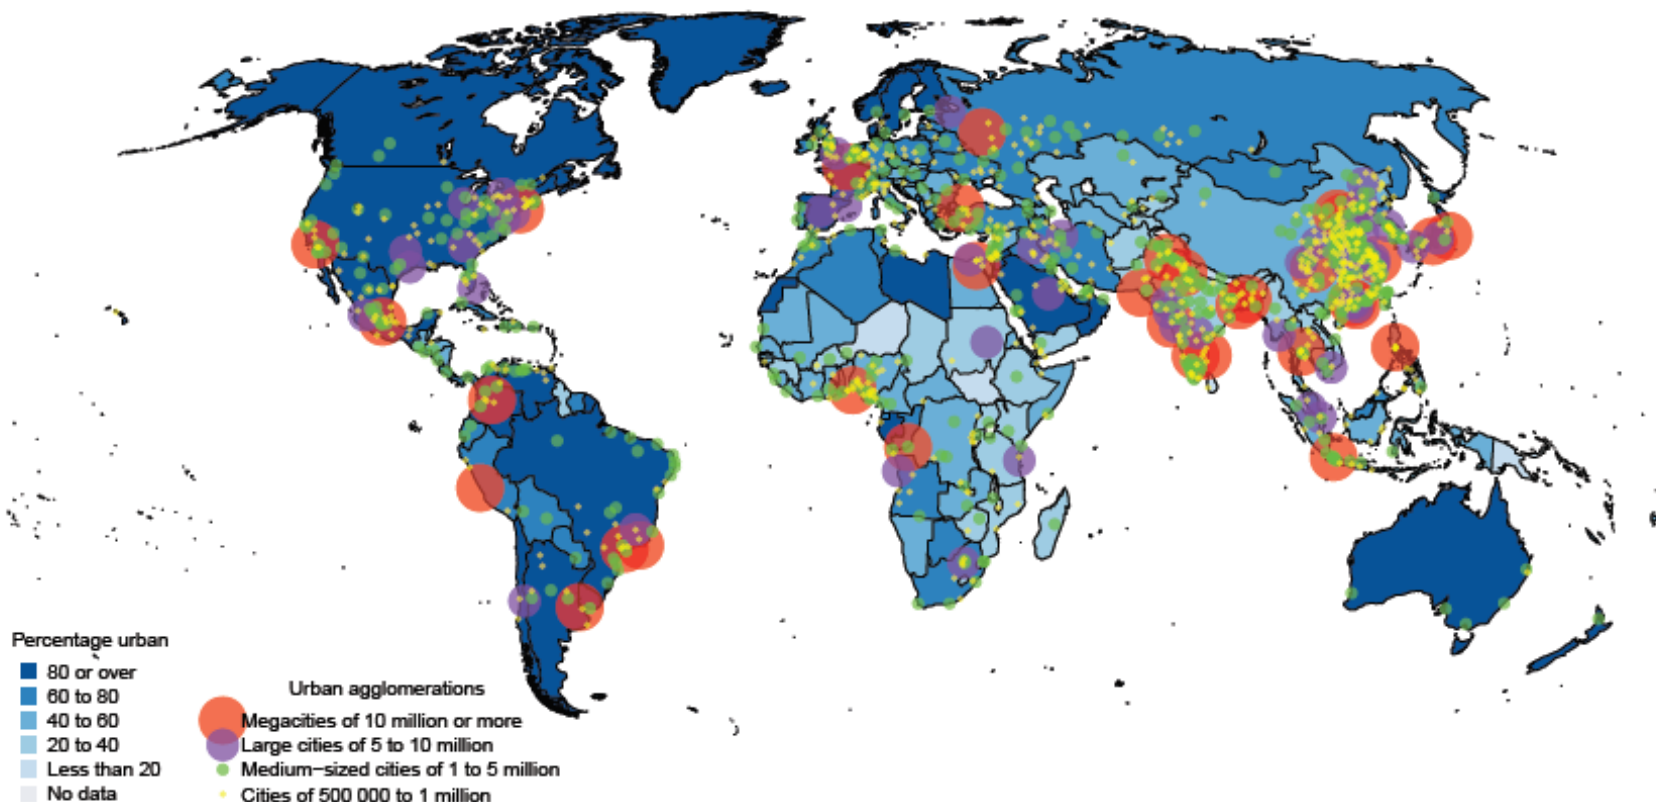 Percentage urban
80 or over
60 to 80
40 to 60
20 to 40
Less than 20
No data
Urban agglomerations
Megacities of 10 million or more
Large cities of 5 to 10 million
Medium−sized cities of 1 to 5 million
Cities of 500 000 to 1 million